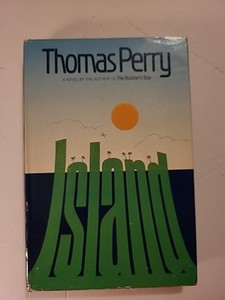 Thomas Perry
A NOVEL BY THE AUTHOR OF The Butcher's Boy
Island